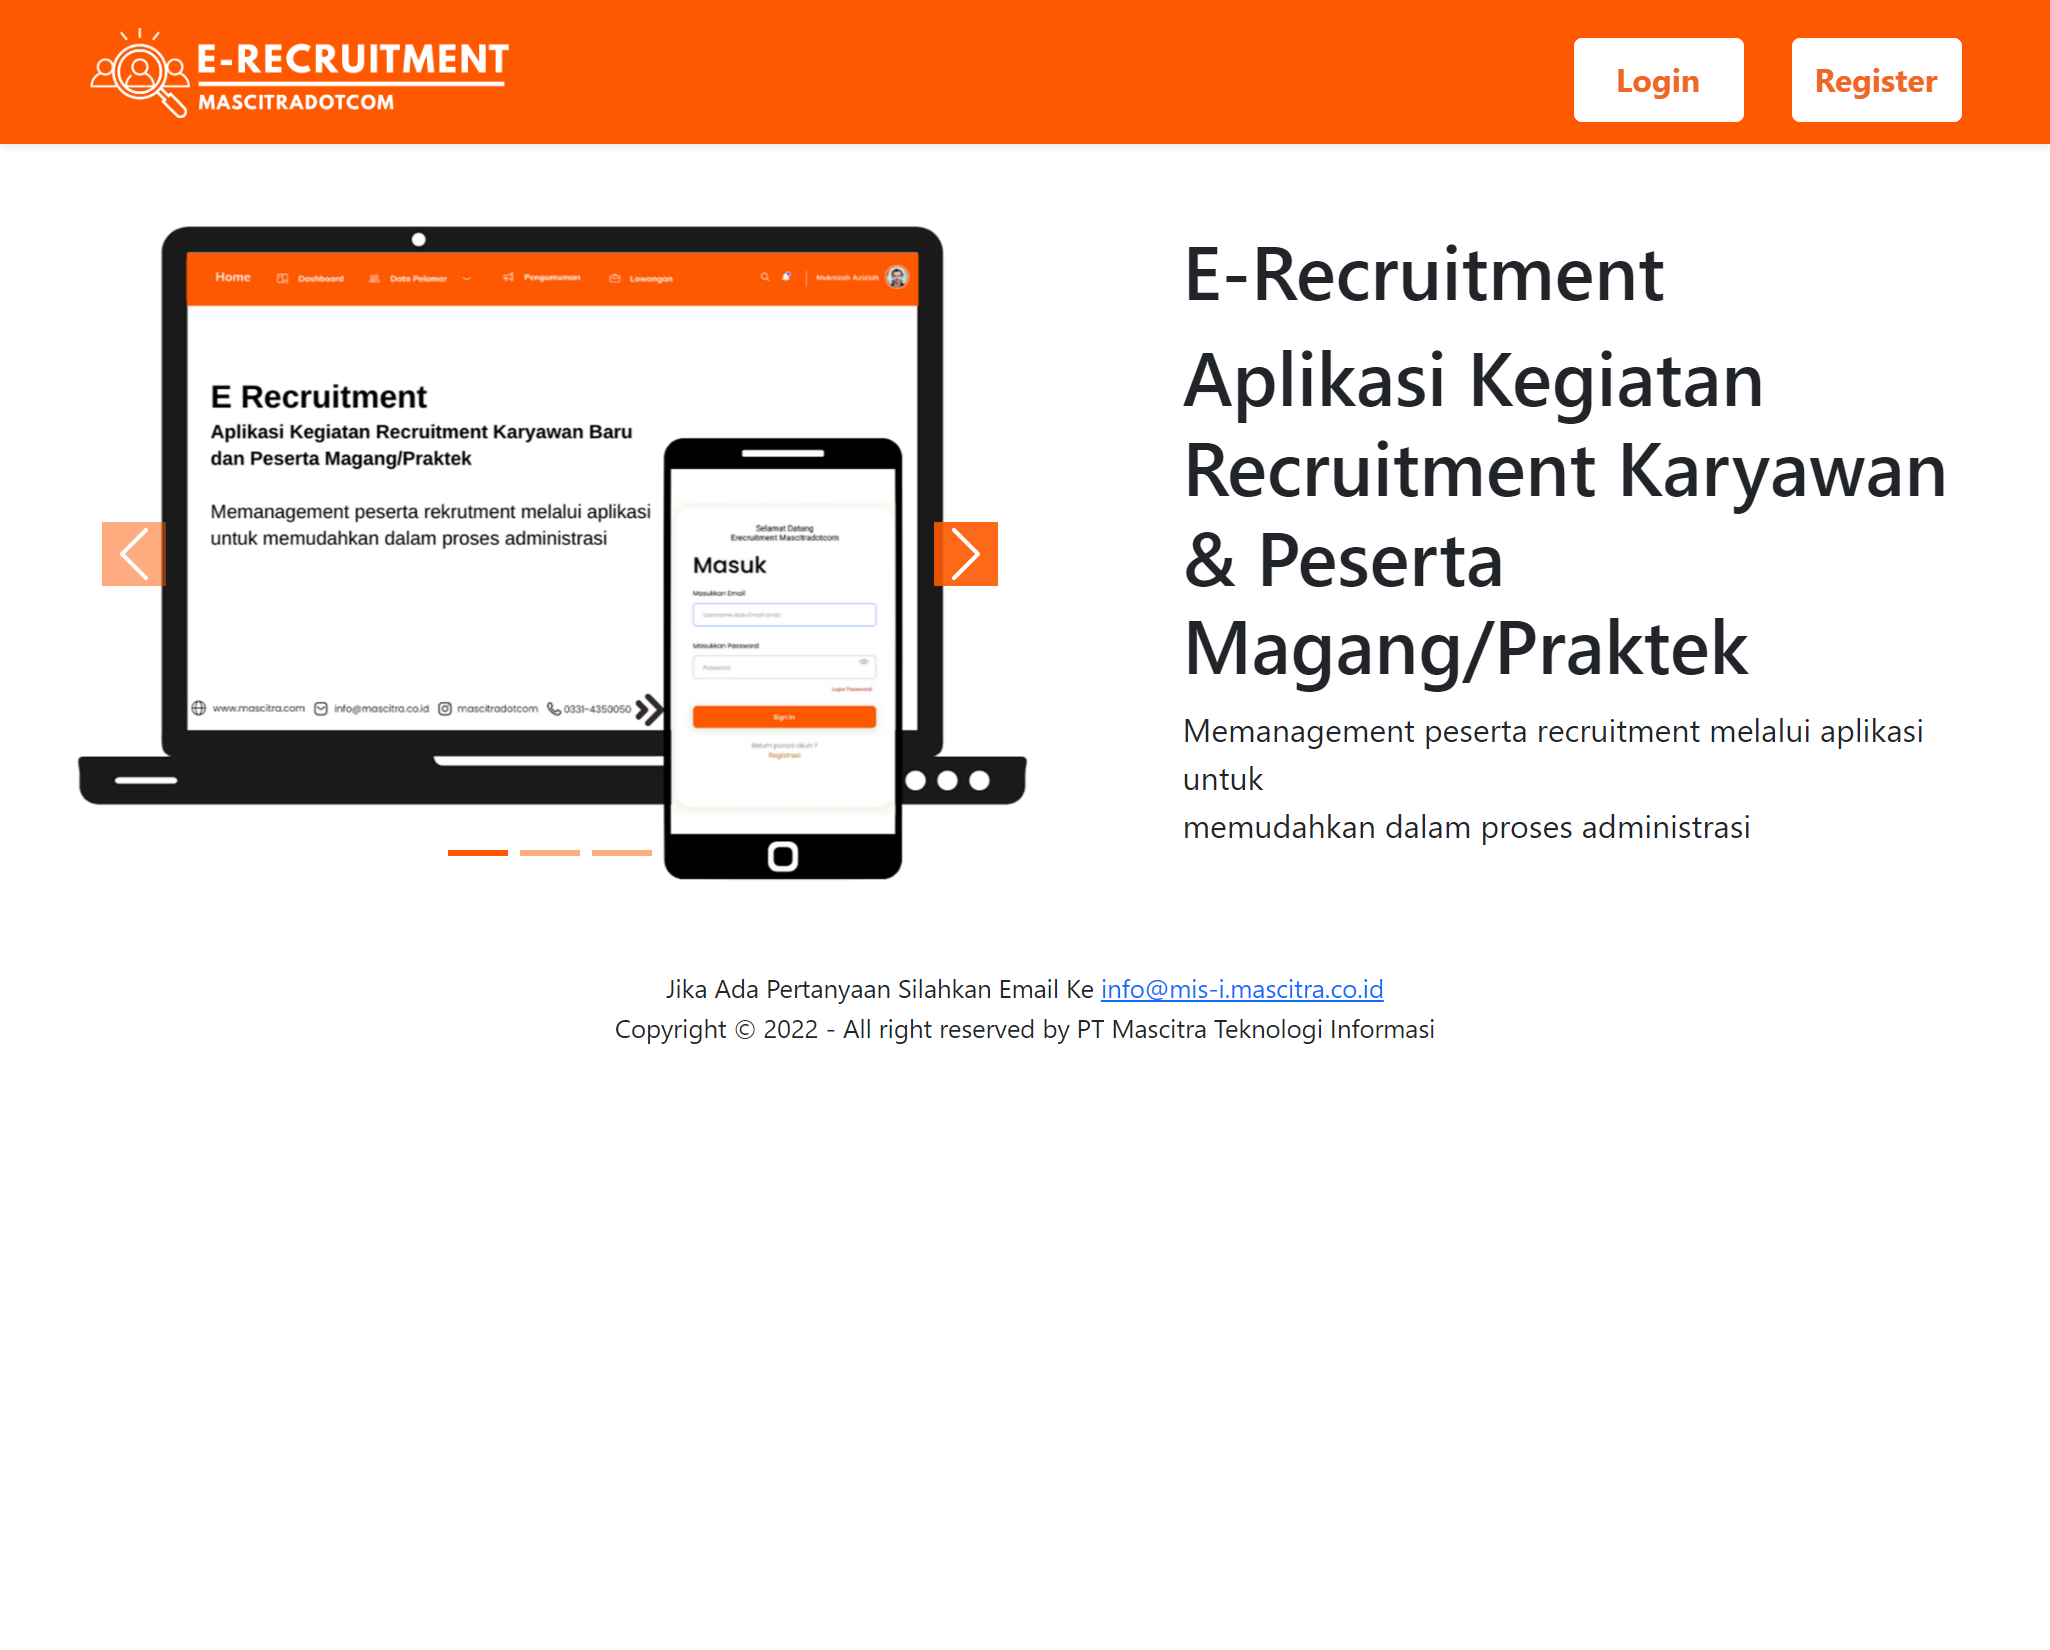 E-RECRUITMENT
MASCITRADOTCOM
Login
Register
Home
Dashboard
Data Pelamar
Pengumuman
Lowongan
Muknizah Aziziah
E Recruitment
Aplikasi Kegiatan Recruitment Karyawan Baru
dan Peserta Magang/Praktek
Memanagement peserta rekrutment melalui aplikasi
untuk memudahkan dalam proses administrasi
www.mascitra.com
info@mascitra.co.id
mascitradotcom
0331-4350050
Selamat Datang
Erecruitment Mascitradotcom
Masuk
Masukkan Email
Username atau Email anda
Masukkan Password
Password
Lupa Password
Sign In
Belum punya akun ?
Registrasi
E-Recruitment
Aplikasi Kegiatan
Recruitment Karyawan
& Peserta
Magang/Praktek
Memanagement peserta recruitment melalui aplikasi
untuk
memudahkan dalam proses administrasi
Jika Ada Pertanyaan Silahkan Email Ke info@mis-i.mascitra.co.id
Copyright © 2022 - All right reserved by PT Mascitra Teknologi Informasi